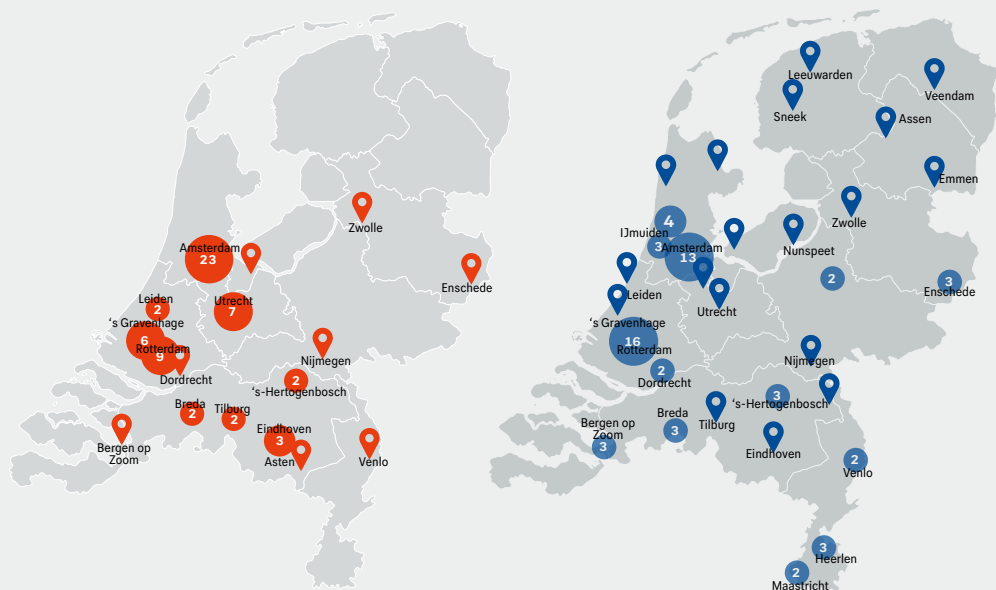 Zwolle
Amsterdam
23
Enschede
Leiden
2
Utrecht
7
's Gravenhage
6
Rotterdam
9
Nijmegen
Dordrecht
2
's-Hertogenbosch
Breda
2
Tilburg
2
Eindhoven
3
Bergen op
Zoom
Asten
Venlo
Leeuwarden
Veendam
Sneek
Assen
Emmen
Zwolle
4
IJmuiden
3
Amsterdam
13
Nunspeet
2
3
Enschede
Leiden
Utrecht
's Gravenhage
16
Rotterdam
Nijmegen
2
Dordrecht
3
's-Hertogenbosch
Breda
3
Tilburg
Bergen op
Zoom
3
Eindhoven
2
Venlo
3
Heerlen
2
Maastricht